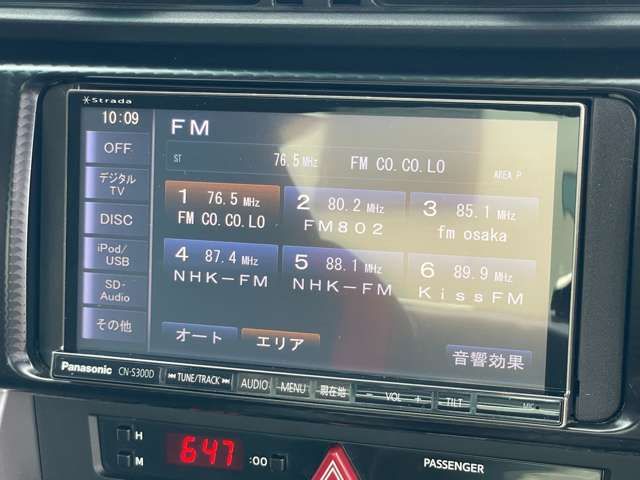 Strada
10:09
FM
OFF
ST 76.5 MHz FM CO.CO.LO AREA P
デジタル
TV
1 76.5 MHz
FM CO.CO.LO
2 80.2 MHz
FM802
3 85.1 MHz
fm osaka
DISC
iPod/
USB
4 87.4 MHz
NHK-FM
5 88.1 MHz
NHK-FM
6 89.9 MHz
KissFM
SD・
Audio
その他
オート
エリア
音響効果
Panasonic CN-S300D TUNE/TRACK AUDIO MENU 現在地 - VOL + TILT
H
M
6:47
:00
PASSENGER